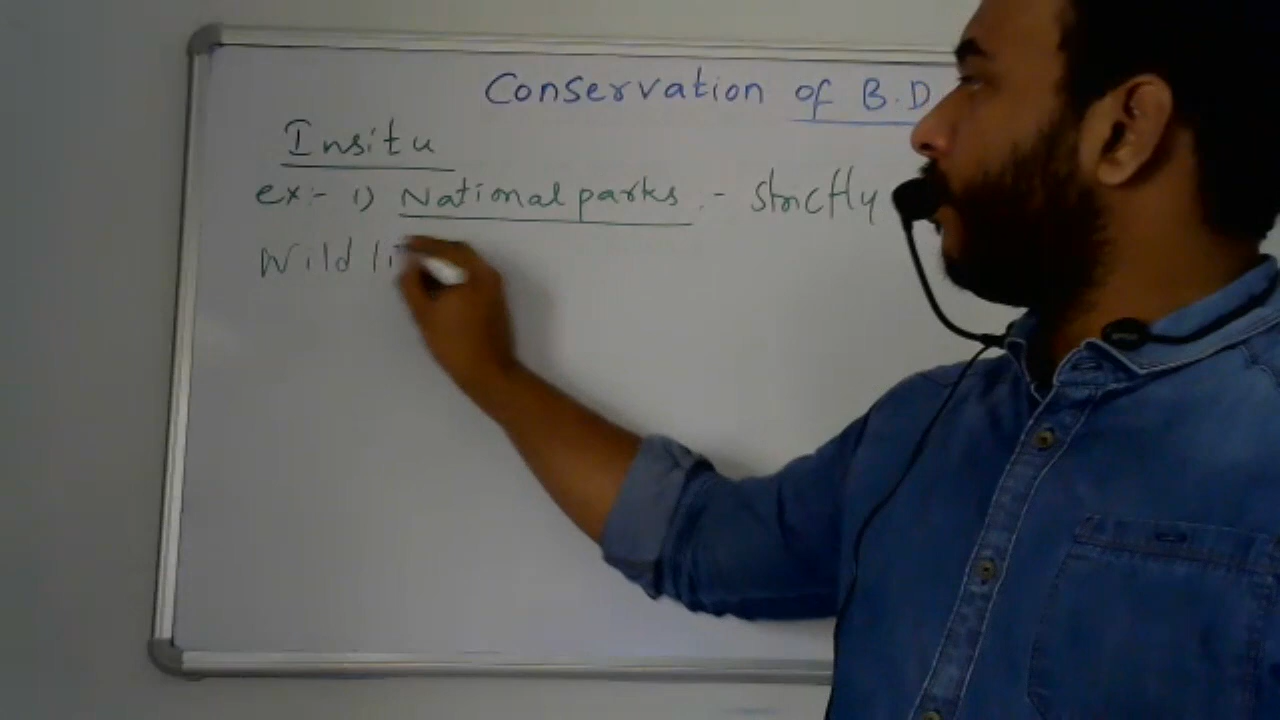 Conservation of B.D
Insitu
ex:- 1) National parks :- Strictly
Wild li